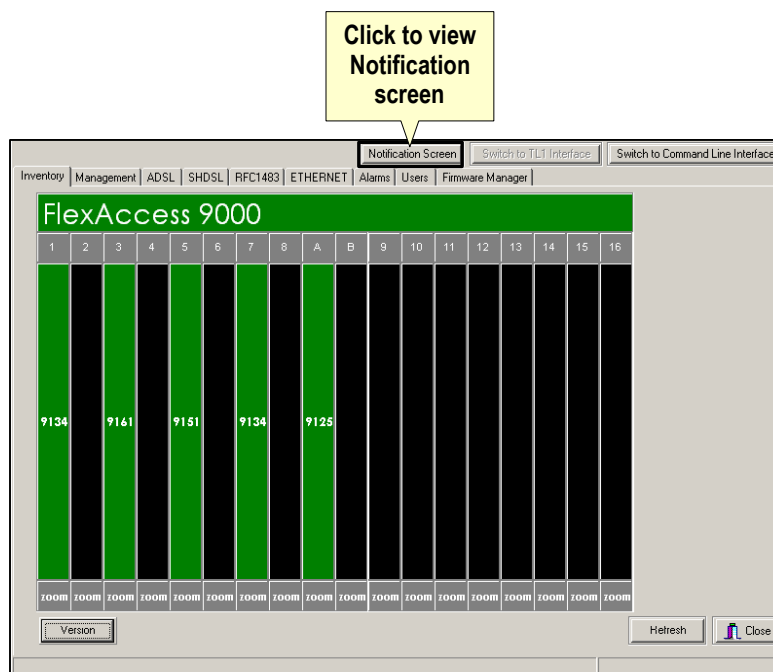 Click to view
Notification
screen
Notification Screen Switch to TL1 Interface Switch to Command Line Interface
Inventory Management ADSL SHDSL RFC1483 ETHERNET Alarms Users Firmware Manager
FlexAccess 9000
1 2 3 4 5 6 7 8 A B 9 10 11 12 13 14 15 16
9134 9161 9151 9134 9125
zoom zoom zoom zoom zoom zoom zoom zoom zoom zoom zoom zoom zoom zoom zoom zoom zoom zoom
Version Refresh Close